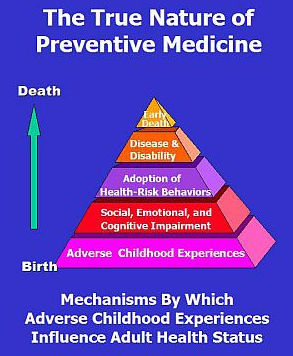 The True Nature of
Preventive Medicine
Death
Early
Death
Disease &
Disability
Adoption of
Health-Risk Behaviors
Social, Emotional, and
Cognitive Impairment
Adverse Childhood Experiences
Birth
Mechanisms By Which
Adverse Childhood Experiences
Influence Adult Health Status